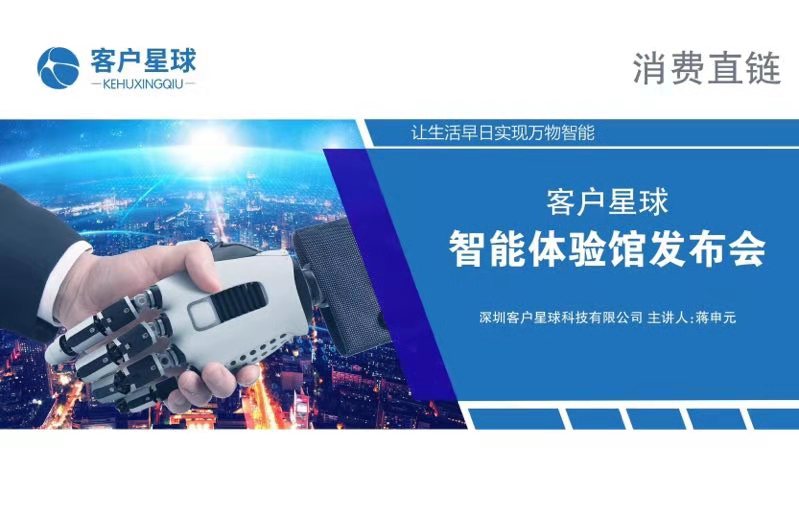 客户星球
—KEHUXINGQIU—
消费直链
让生活早日实现万物智能
客户星球
智能体验馆发布会
深圳客户星球科技有限公司 主讲人:蒋申元